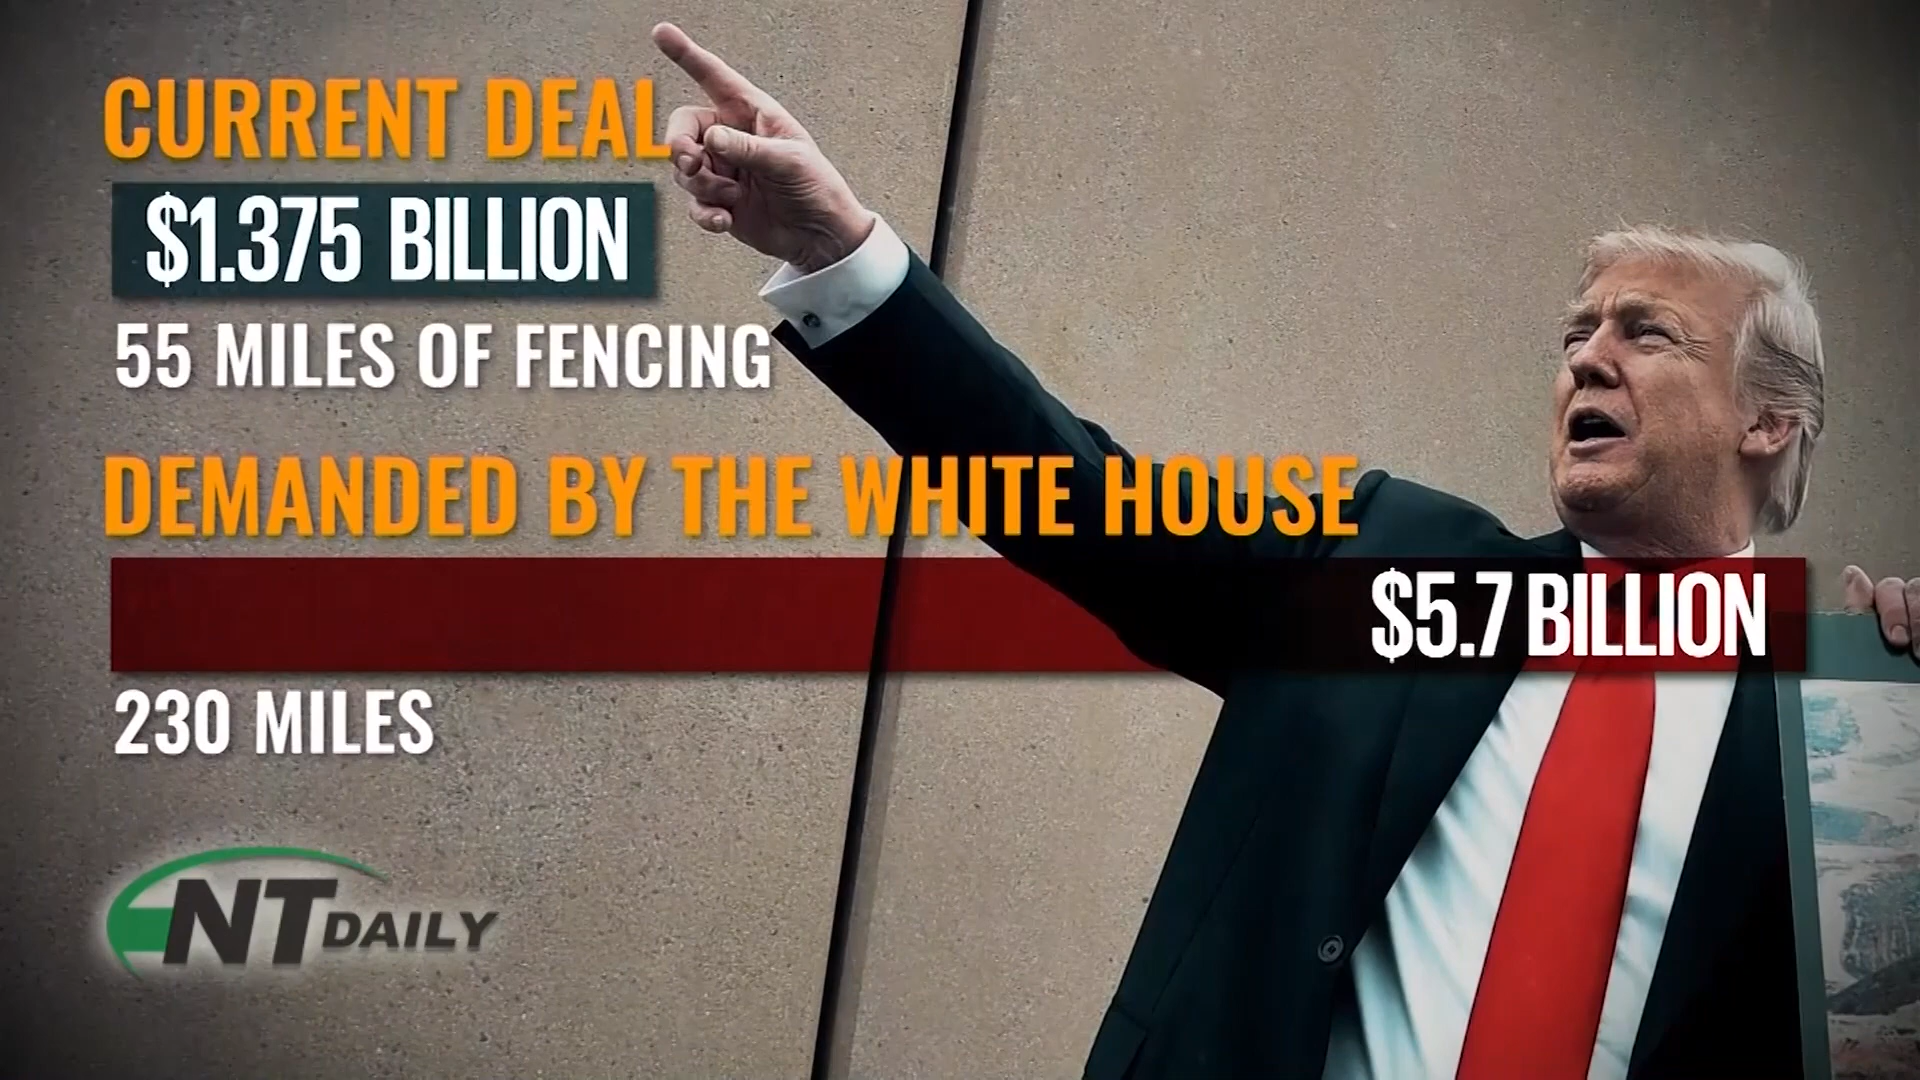 CURRENT DEAL
$1.375 BILLION
55 MILES OF FENCING
DEMANDED BY THE WHITE HOUSE
$5.7 BILLION
230 MILES
NT DAILY